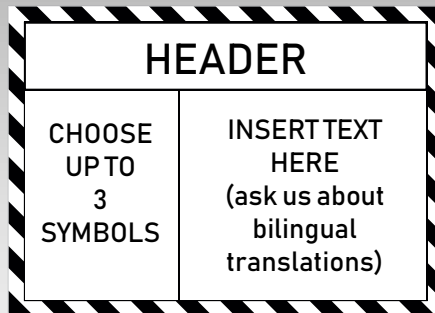 HEADER
CHOOSE
UP TO
3
SYMBOLS
INSERT TEXT
HERE
(ask us about
bilingual
translations)